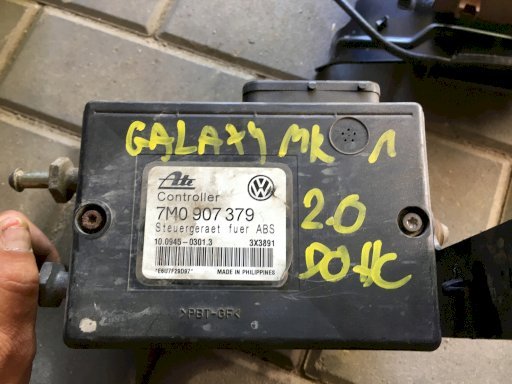 GALAXY MK 1
Ate
Controller
7M0 907 379
Steuergeraet fuer ABS
10.0945-0301.3 3X3891
*E6U7F29D97* MADE IN PHILIPPINES
2.0
DOHC
>PBT-GF<